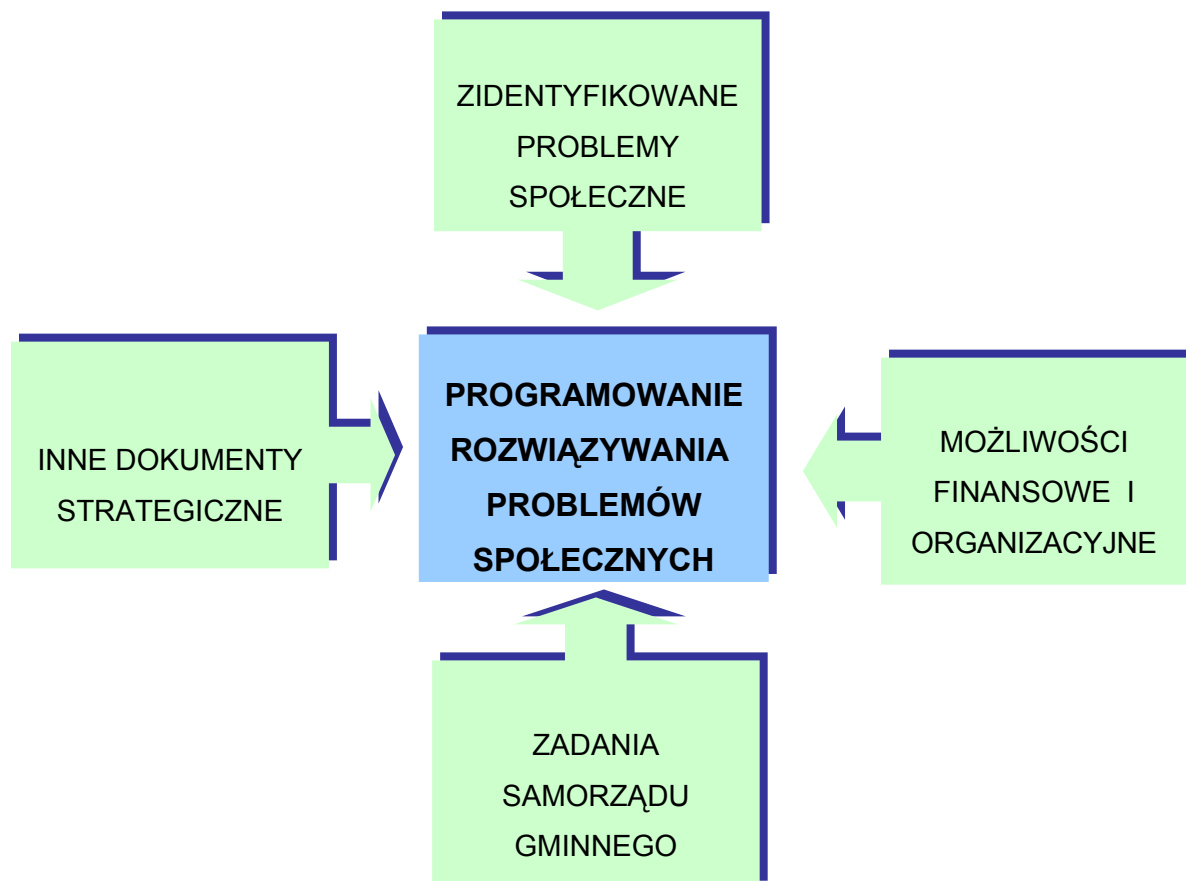 ZIDENTYFIKOWANE
PROBLEMY
SPOŁECZNE
INNE DOKUMENTY
STRATEGICZNE
PROGRAMOWANIE
ROZWIĄZYWANIA
PROBLEMÓW
SPOŁECZNYCH
MOŻLIWOŚCI
FINANSOWE I
ORGANIZACYJNE
ZADANIA
SAMORZĄDU
GMINNEGO